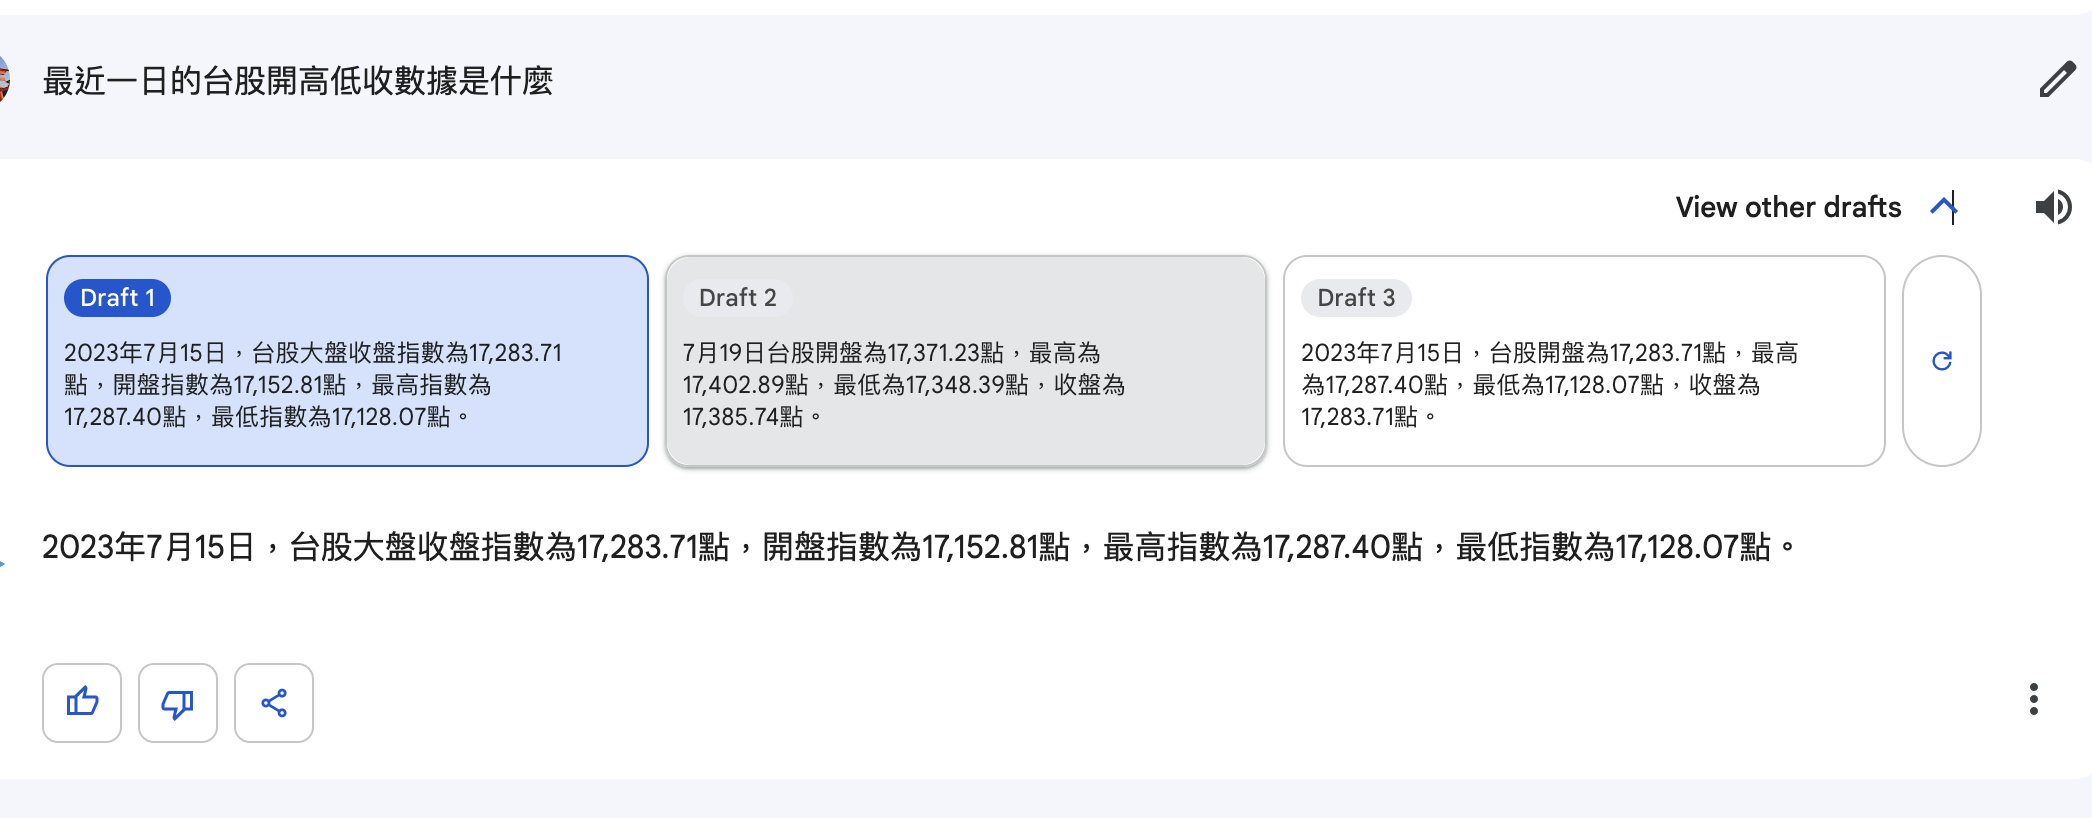 最近一日的台股開高低收數據是什麼
View other drafts
Draft 1
2023年7月15日，台股大盤收盤指數為17,283.71
點，開盤指數為17,152.81點，最高指數為
17,287.40點，最低指數為17,128.07點。
Draft 2
7月19日台股開盤為17,371.23點，最高為
17,402.89點，最低為17,348.39點，收盤為
17,385.74點。
Draft 3
2023年7月15日，台股開盤為17,283.71點，最高
為17,287.40點，最低為17,128.07點，收盤為
17,283.71點。
2023年7月15日，台股大盤收盤指數為17,283.71點，開盤指數為17,152.81點，最高指數為17,287.40點，最低指數為17,128.07點。